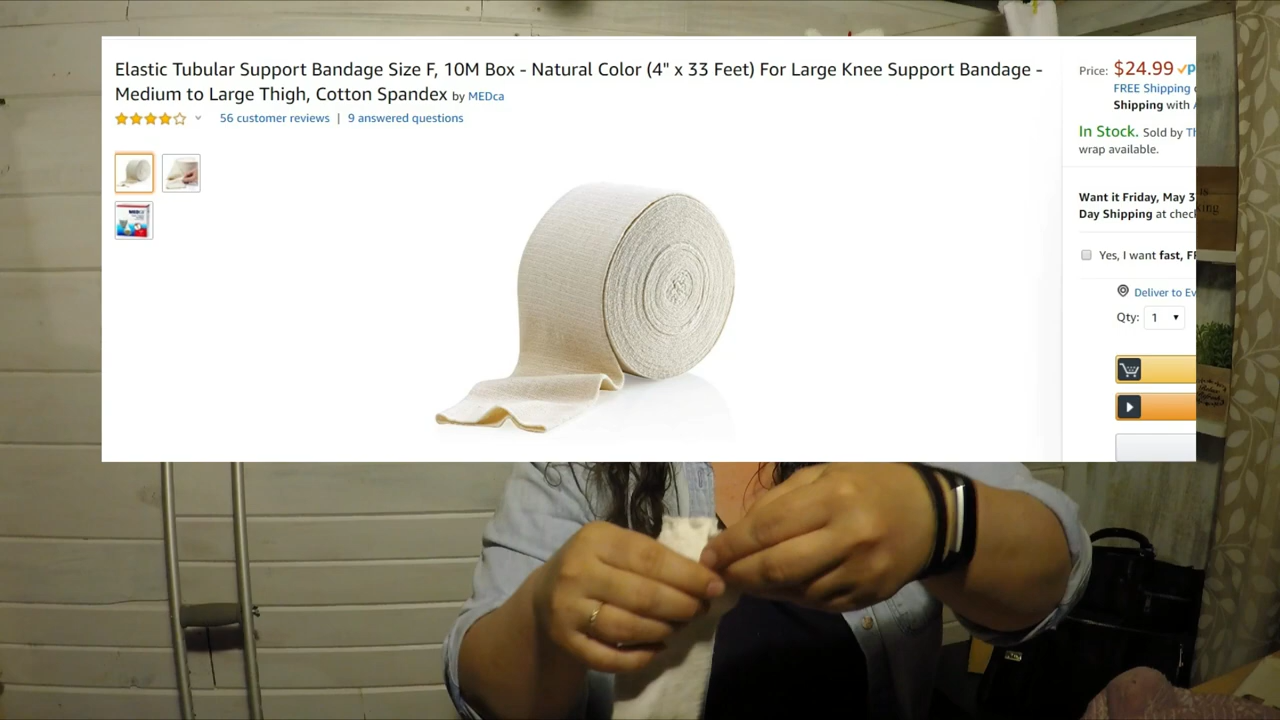 Elastic Tubular Support Bandage Size F, 10M Box - Natural Color (4" x 33 Feet) For Large Knee Support Bandage -
Medium to Large Thigh, Cotton Spandex by MEDca
56 customer reviews | 9 answered questions
Price: $24.99
FREE Shipping
Shipping with
In Stock. Sold by
wrap available.
Want it Friday, May 3
Day Shipping at
Yes, I want fast,
Deliver to
Qty: 1